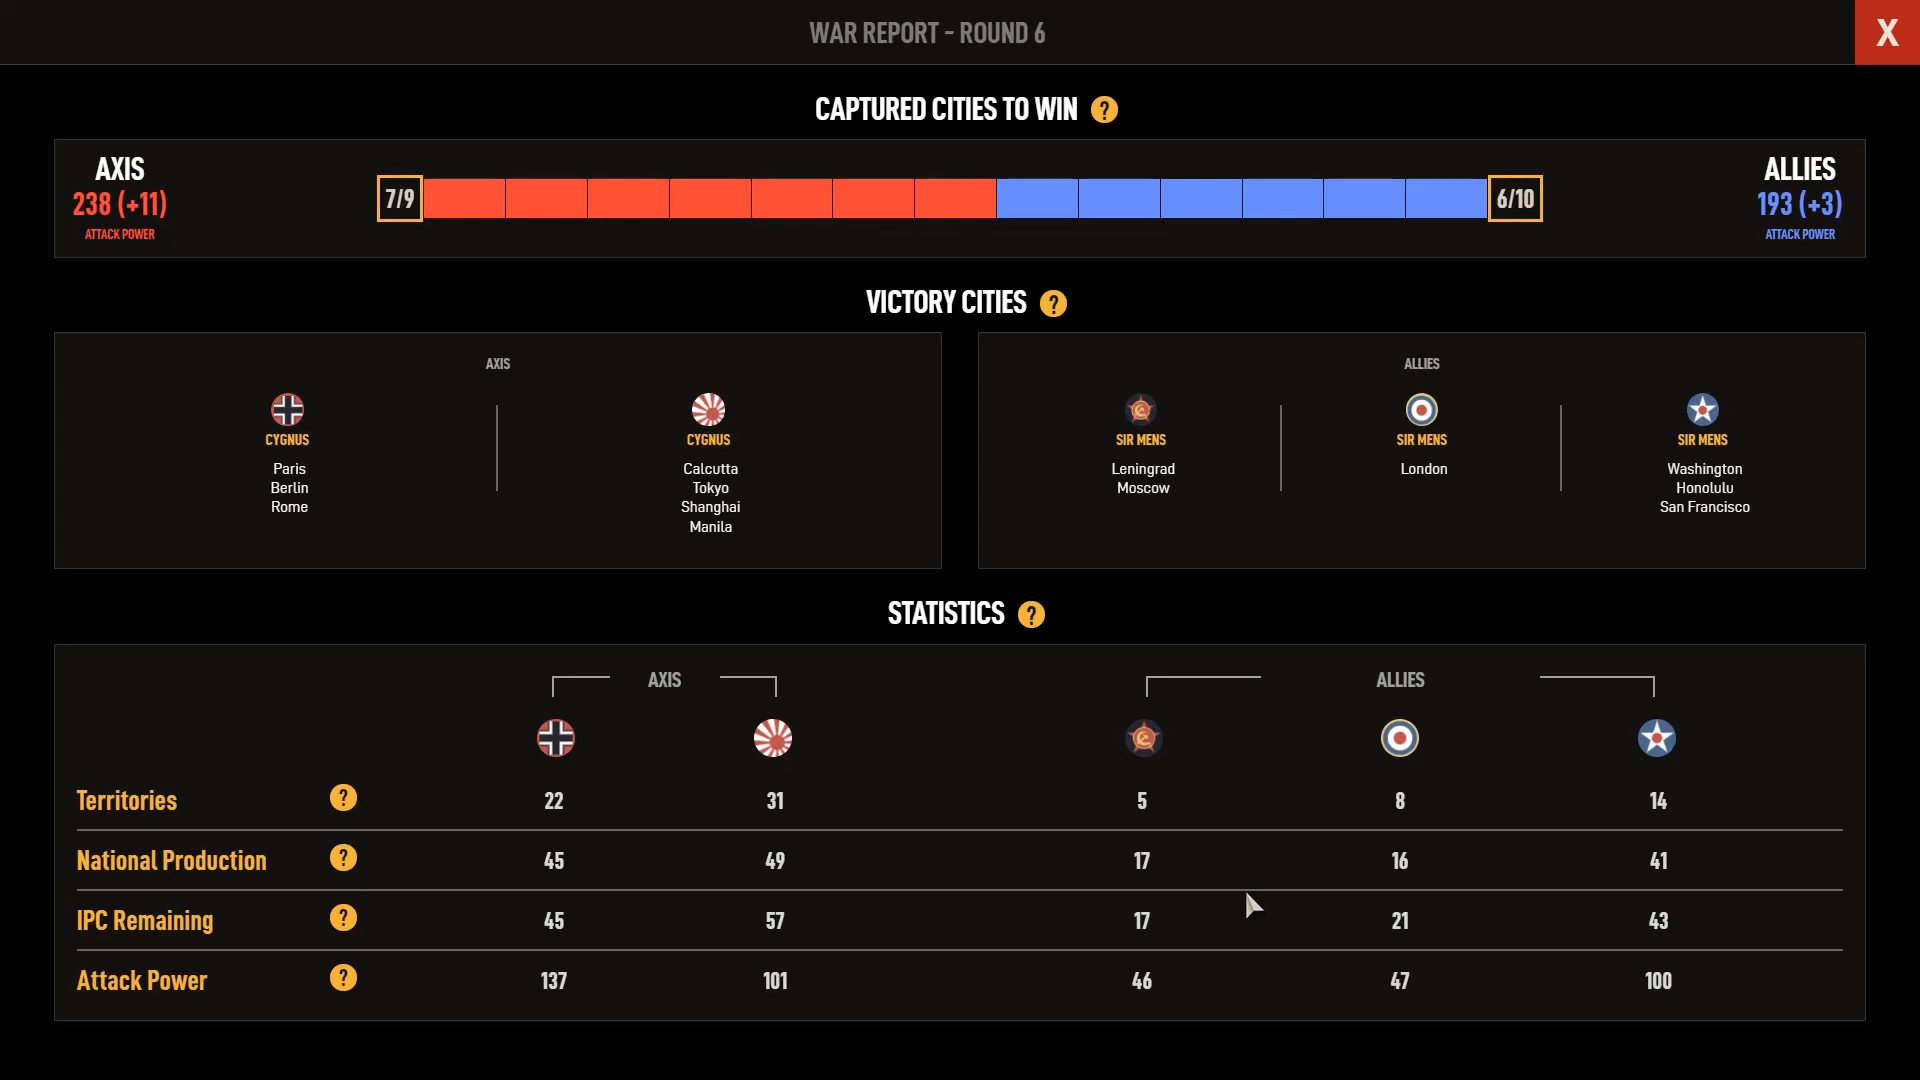 WAR REPORT - ROUND 6
X
CAPTURED CITIES TO WIN ?
AXIS
238 (+11)
ATTACK POWER
7/9
6/10
ALLIES
193 (+3)
ATTACK POWER
VICTORY CITIES ?
AXIS
CYGNUS
Paris
Berlin
Rome
CYGNUS
Calcutta
Tokyo
Shanghai
Manila
ALLIES
SIR MENS
Leningrad
Moscow
SIR MENS
London
SIR MENS
Washington
Honolulu
San Francisco
STATISTICS ?
AXIS ALLIES
Territories ? 22 31 5 8 14
National Production ? 45 49 17 16 41
IPC Remaining ? 45 57 17 21 43
Attack Power ? 137 101 46 47 100